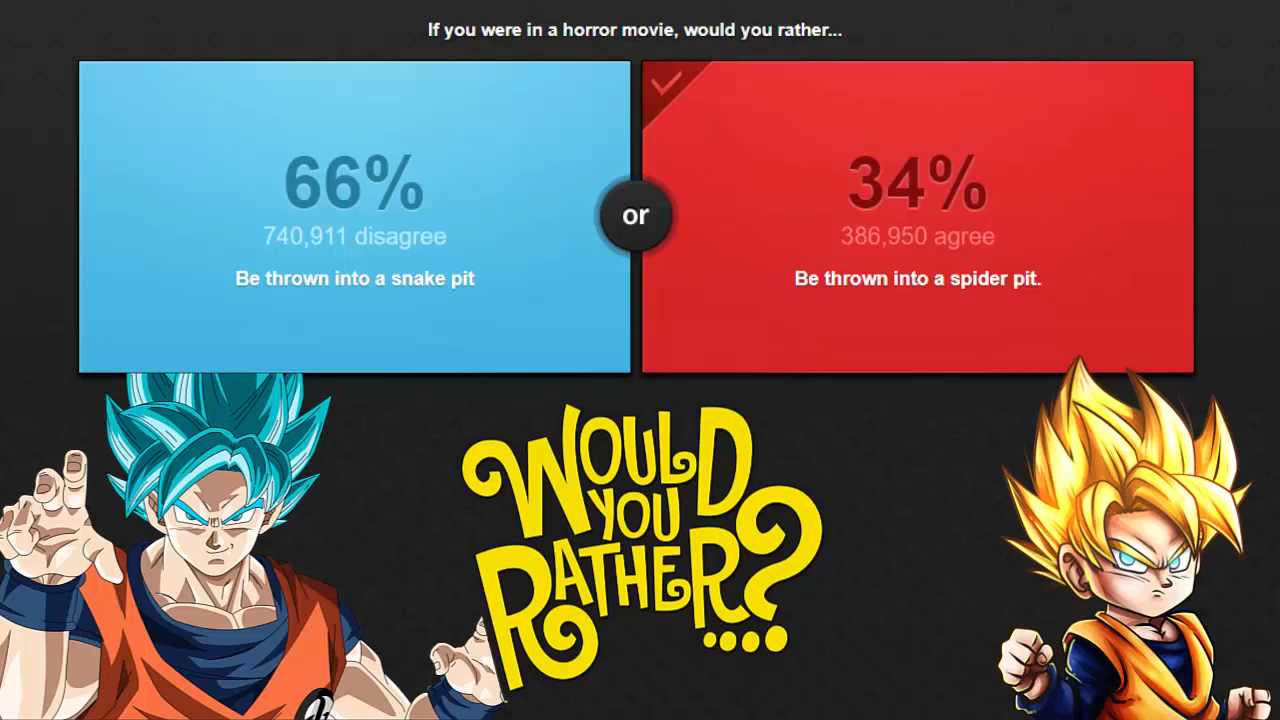 If you were in a horror movie, would you rather...
66%
740,911 disagree
Be thrown into a snake pit
or
34%
386,950 agree
Be thrown into a spider pit.
WOULD
YOU
RATHER?....